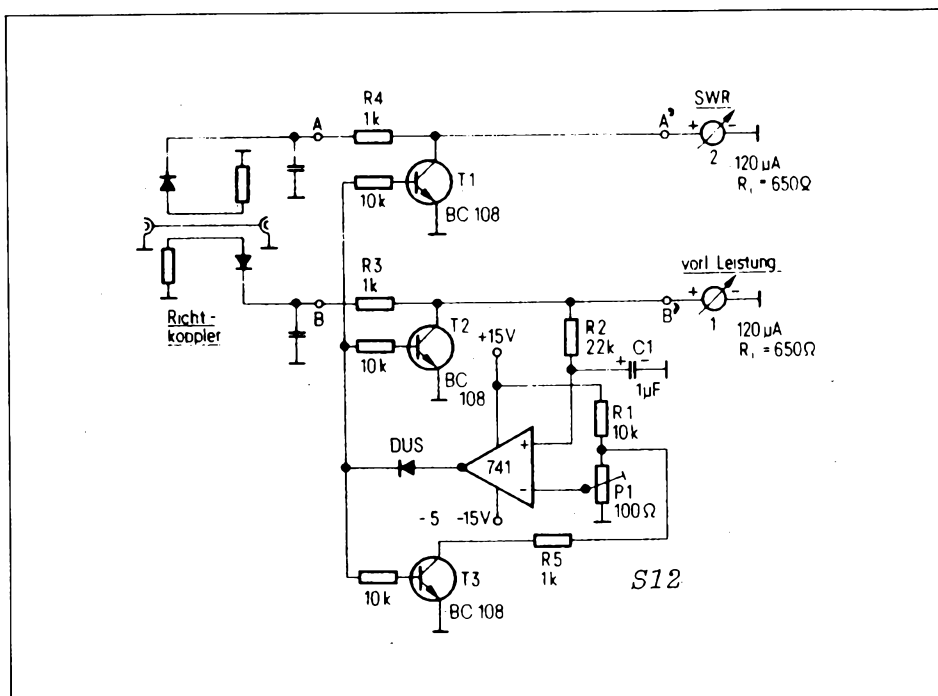 SWR
R4
1k
A
A'
+ -
2
120 µA
Rᵢ = 650Ω
10k
T1
BC 108
R3
1k
vorl Leistung
B
B'
+ -
1
120 µA
Rᵢ = 650Ω
Richt-
koppler
10k
T2
BC
108
+15V
R2
22k
C1
+ -
1µF
R1
10k
DUS
741
+
-
P1
100Ω
-5 -15V
R5
1k
10k
T3
BC 108
S12